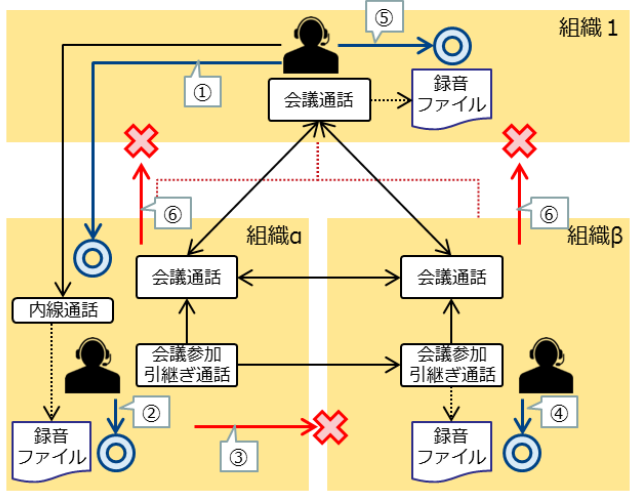 ⑤
組織1
①
会議通話
録音
ファイル
⑥
⑥
組織α
組織β
会議通話
会議通話
内線通話
会議参加
引継ぎ通話
会議参加
引継ぎ通話
②
④
録音
ファイル
③
録音
ファイル